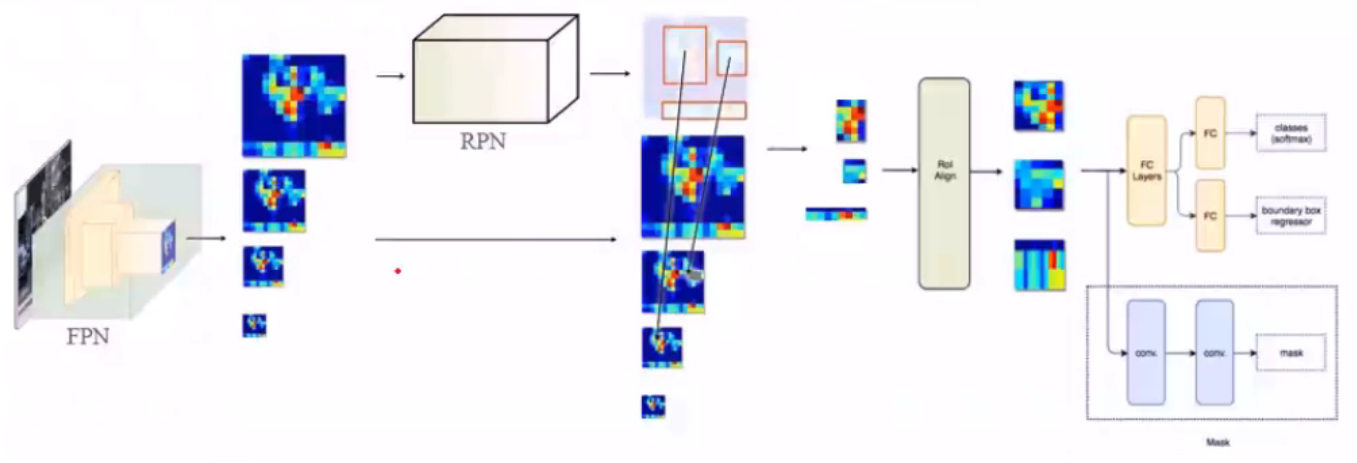 FPN
RPN
RoI
Align
FC
Layers
FC
classes
(softmax)
FC
boundary box
regressor
conv.
conv.
mask
Mask